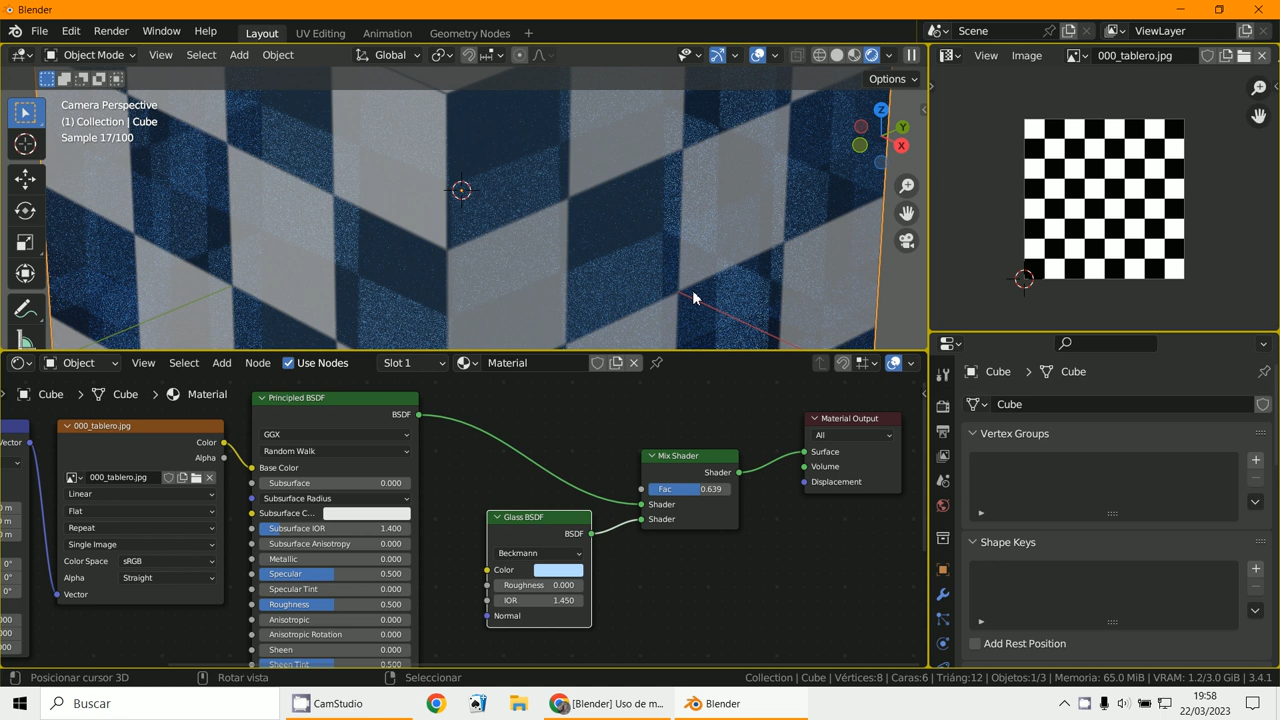 Blender
File Edit Render Window Help
Layout UV Editing Animation Geometry Nodes +
Scene
ViewLayer
Object Mode View Select Add Object
Global
View Image
000_tablero.jpg
Options
Camera Perspective
(1) Collection | Cube
Sample 17/100
Z
Y
X
Object View Select Add Node Use Nodes
Slot 1
Material
Cube > Cube > Material
Vector
000_tablero.jpg
Color
Alpha
000_tablero.jpg
Linear
Flat
Repeat
Single Image
Color Space sRGB
Alpha Straight
Vector
0 m
0 m
0 m
0°
0°
0°
000
000
000
Principled BSDF
BSDF
GGX
Random Walk
Base Color
Subsurface 0.000
Subsurface Radius
Subsurface C...
Subsurface IOR 1.400
Subsurface Anisotropy 0.000
Metallic 0.000
Specular 0.500
Specular Tint 0.000
Roughness 0.500
Anisotropic 0.000
Anisotropic Rotation 0.000
Sheen 0.000
Sheen Tint 0.500
Glass BSDF
BSDF
Beckmann
Color
Roughness 0.000
IOR 1.450
Normal
Mix Shader
Shader
Fac 0.639
Shader
Shader
Material Output
All
Surface
Volume
Displacement
Cube > Cube
Cube
Vertex Groups
Shape Keys
Add Rest Position
Posicionar cursor 3D
Rotar vista
Seleccionar
Collection | Cube | Vértices:8 | Caras:6 | Triáng:12 | Objetos:1/3 | Memoria: 65.0 MiB | VRAM: 1.2/3.0 GiB | 3.4.1
Buscar
CamStudio
[Blender] Uso de m...
Blender
19:58
22/03/2023